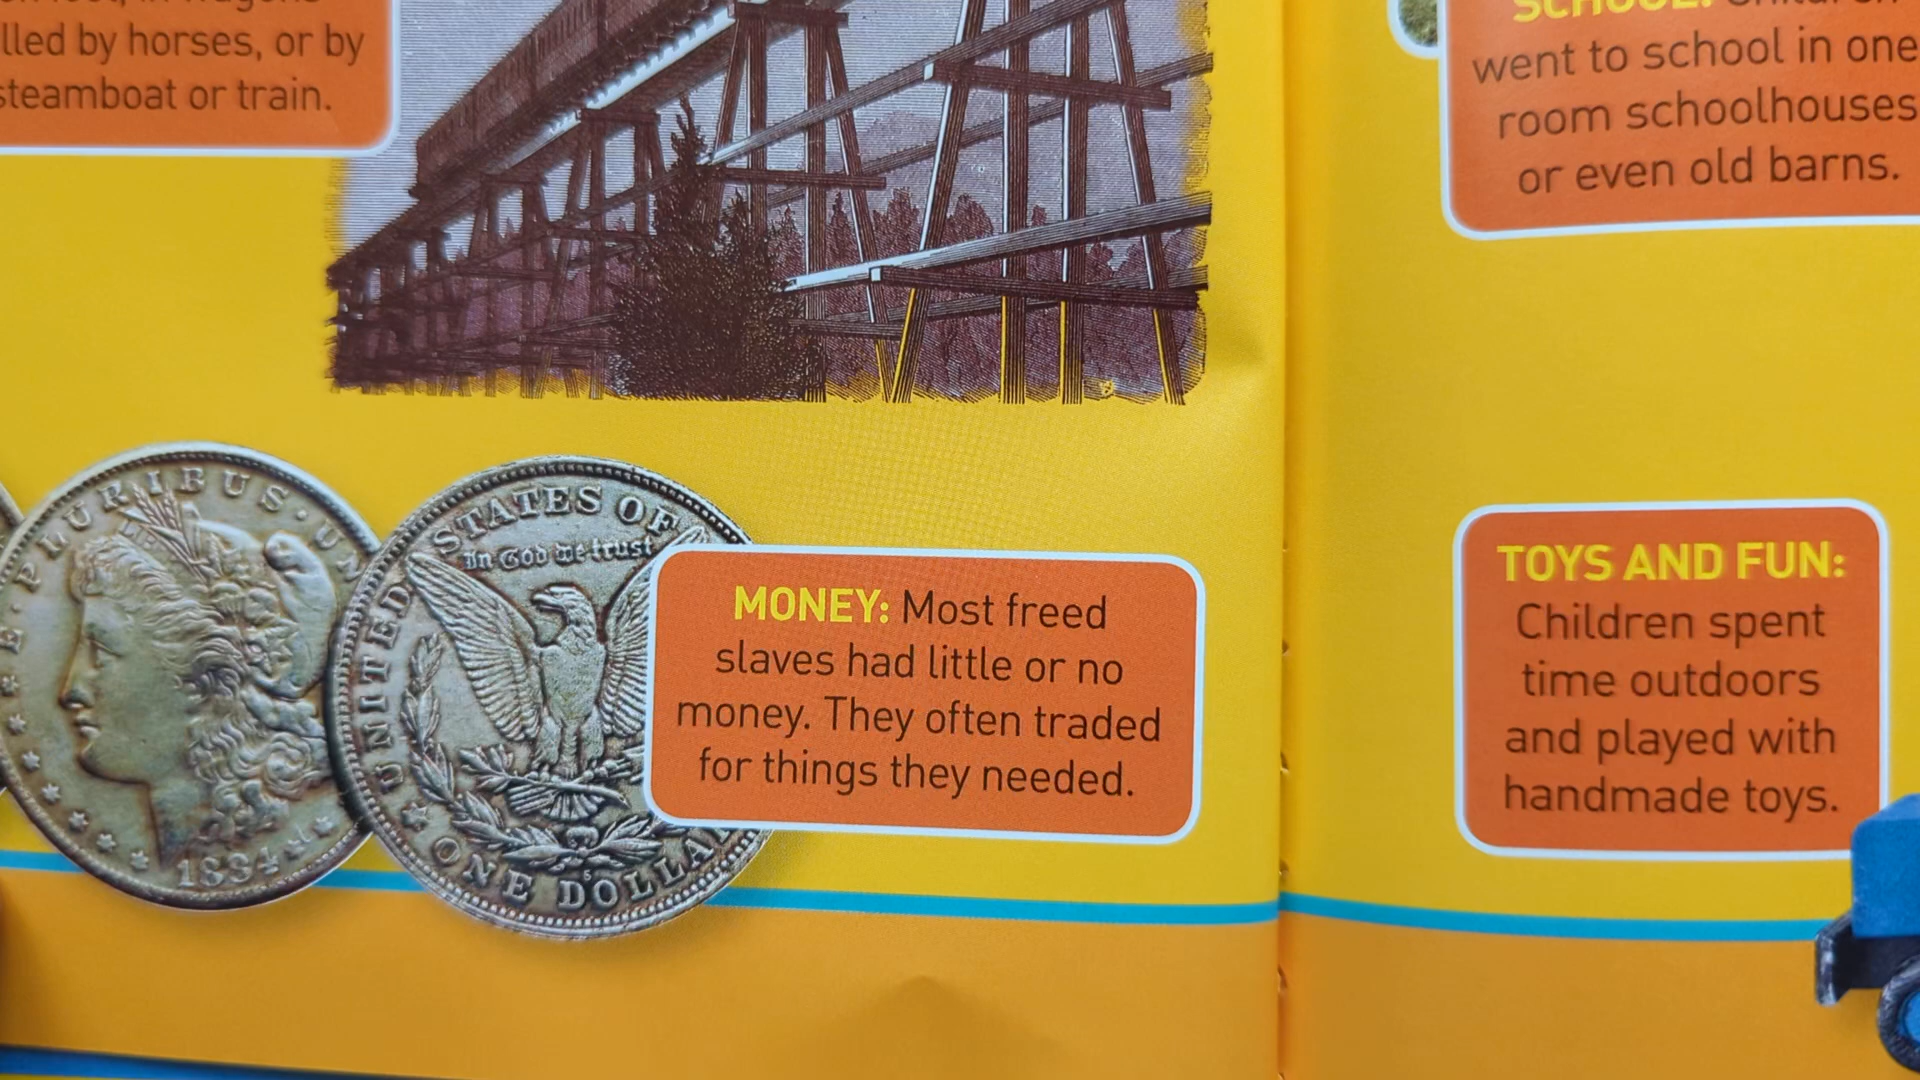 lled by horses, or by
steamboat or train.
SCHOOL: Children
went to school in one
room schoolhouses
or even old barns.
E·PLURIBUS·UN
1884
UNITED STATES OF
In God we trust
ONE DOLLA
S
MONEY: Most freed
slaves had little or no
money. They often traded
for things they needed.
TOYS AND FUN:
Children spent
time outdoors
and played with
handmade toys.